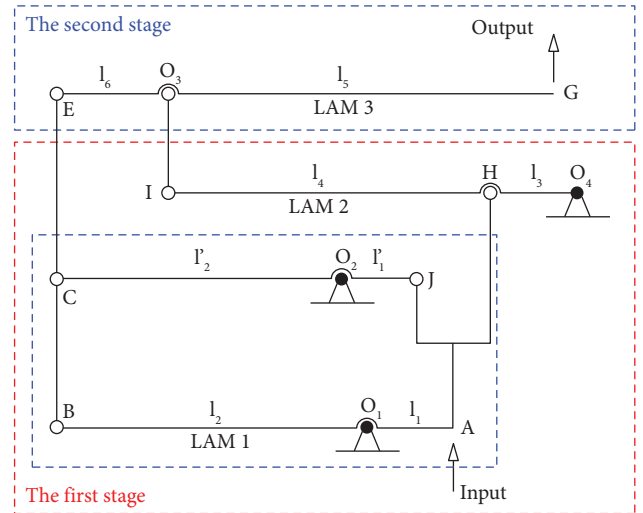 The second stage
Output
l₆
O₃
l₅
E
LAM 3
G
l₄
H
l₃
O₄
I
LAM 2
l'₂
O₂
l'₁
C
J
B
l₂
O₁
l₁
A
LAM 1
Input
The first stage